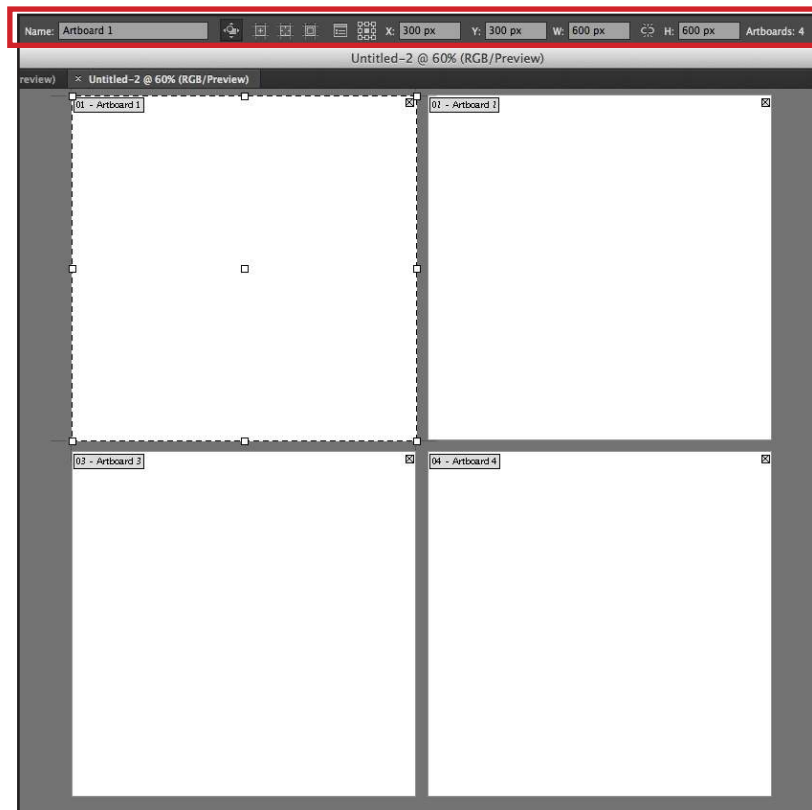 Name: Artboard 1 X: 300 px Y: 300 px W: 600 px H: 600 px Artboards: 4
Untitled-2 @ 60% (RGB/Preview)
review) × Untitled-2 @ 60% (RGB/Preview)
01 - Artboard 1 02 - Artboard 2
03 - Artboard 3 04 - Artboard 4